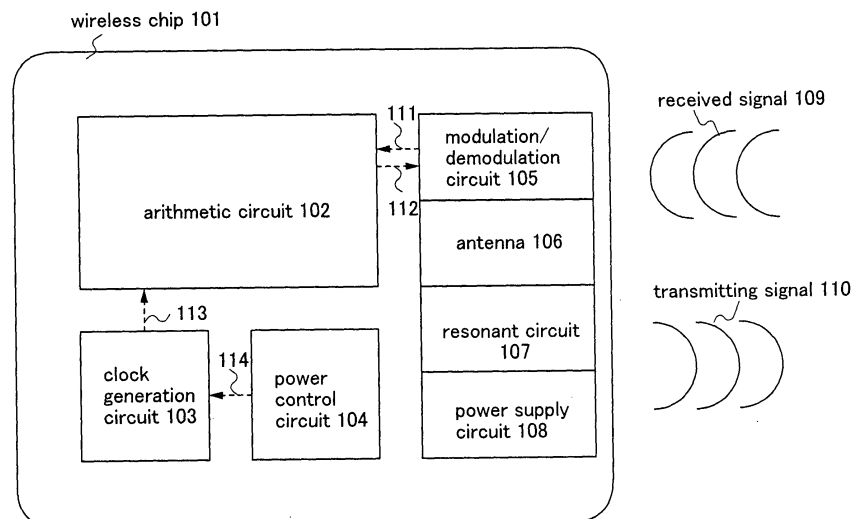 wireless chip 101
received signal 109
111
modulation/
demodulation
circuit 105
arithmetic circuit 102
112
antenna 106
transmitting signal 110
113
resonant circuit
107
114
clock
generation
circuit 103
power
control
circuit 104
power supply
circuit 108